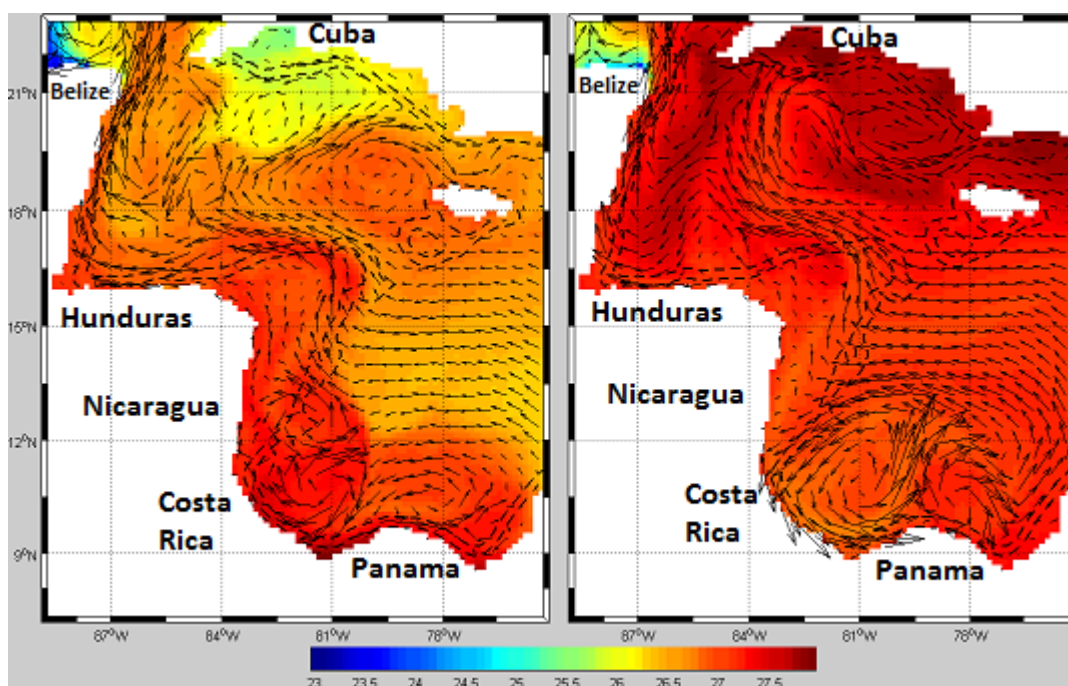 Cuba
Cuba
Belize
Belize
21°N
18°N
Hunduras
Hunduras
15°N
Nicaragua
Nicaragua
12°N
Costa
Rica
Costa
Rica
9°N
Panama
Panama
87°W 84°W 81°W 78°W
87°W 84°W 81°W 78°W
23 23.5 24 24.5 25 25.5 26 26.5 27 27.5